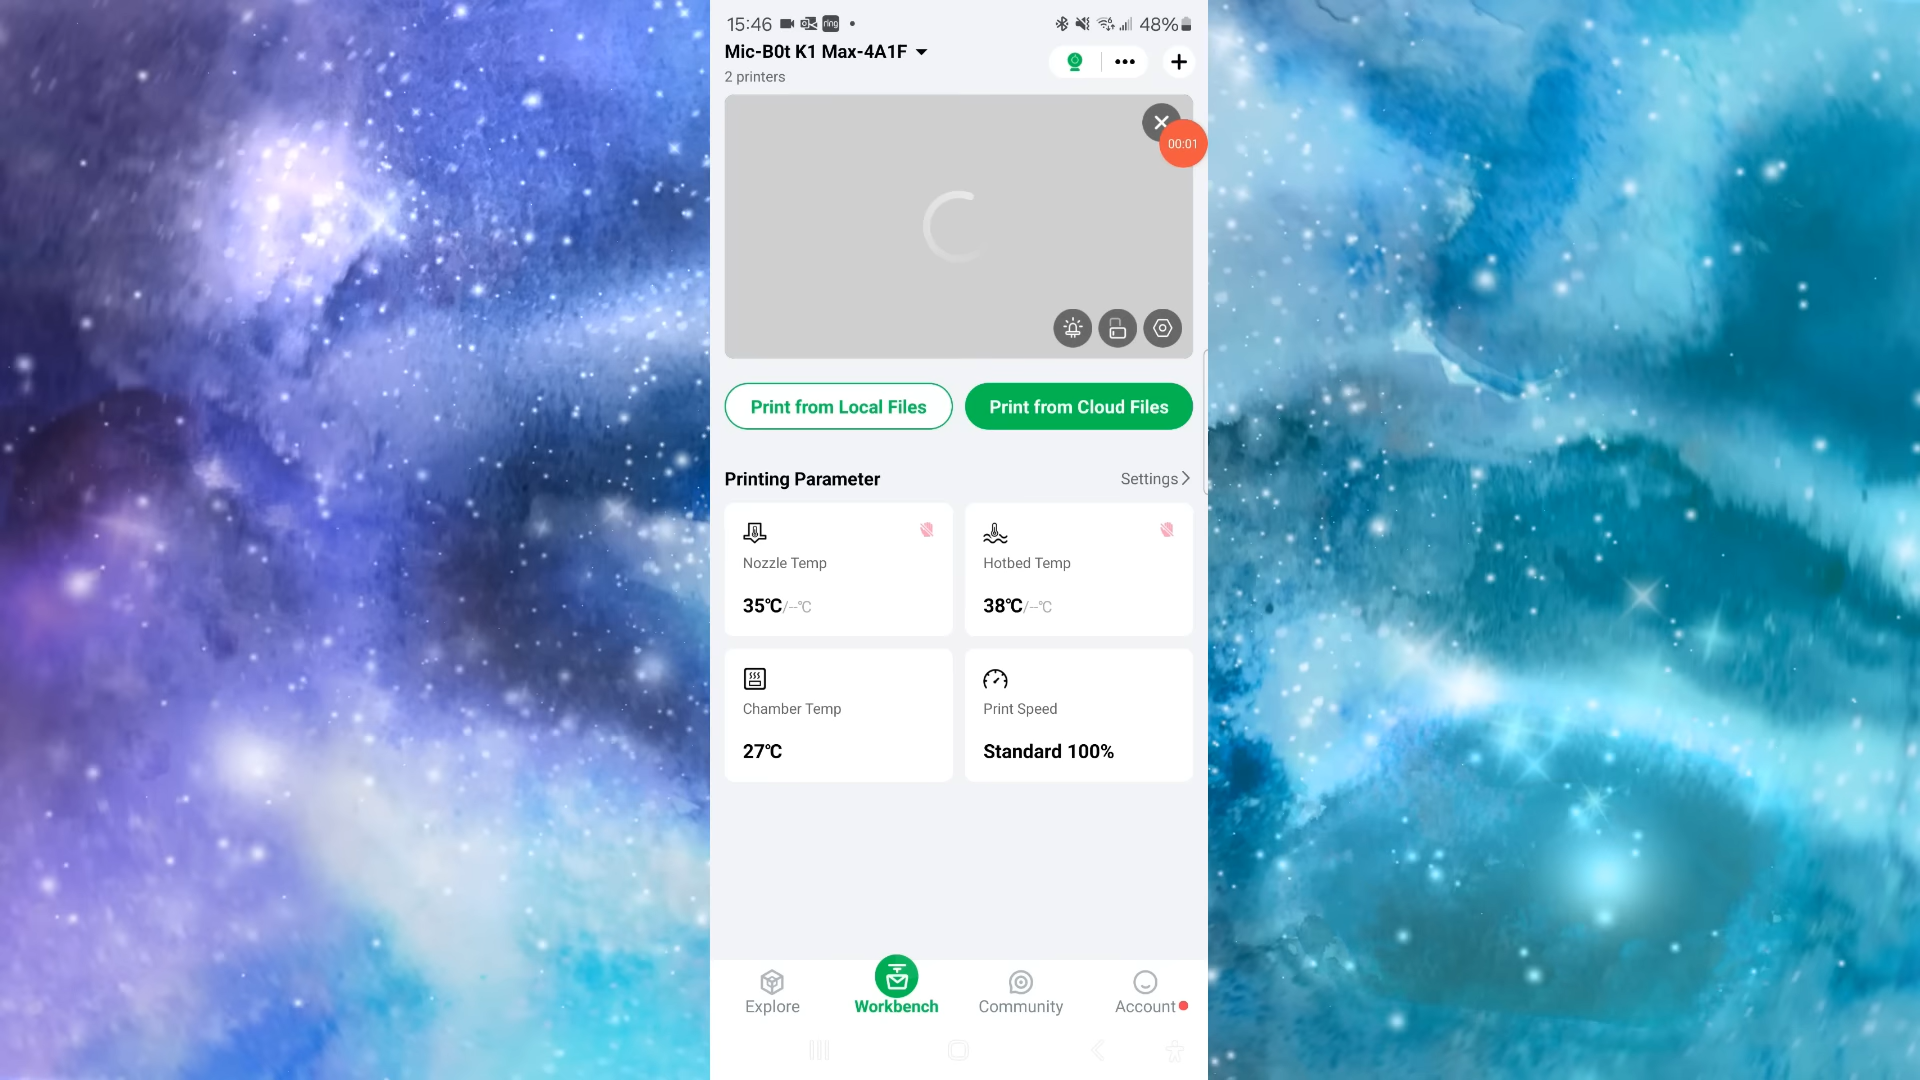 15:46
ring
48%
Mic-B0t K1 Max-4A1F
2 printers
00:01
Print from Local Files
Print from Cloud Files
Printing Parameter
Settings
Nozzle Temp
35℃/--℃
Hotbed Temp
38℃/--℃
Chamber Temp
27℃
Print Speed
Standard 100%
Explore
Workbench
Community
Account